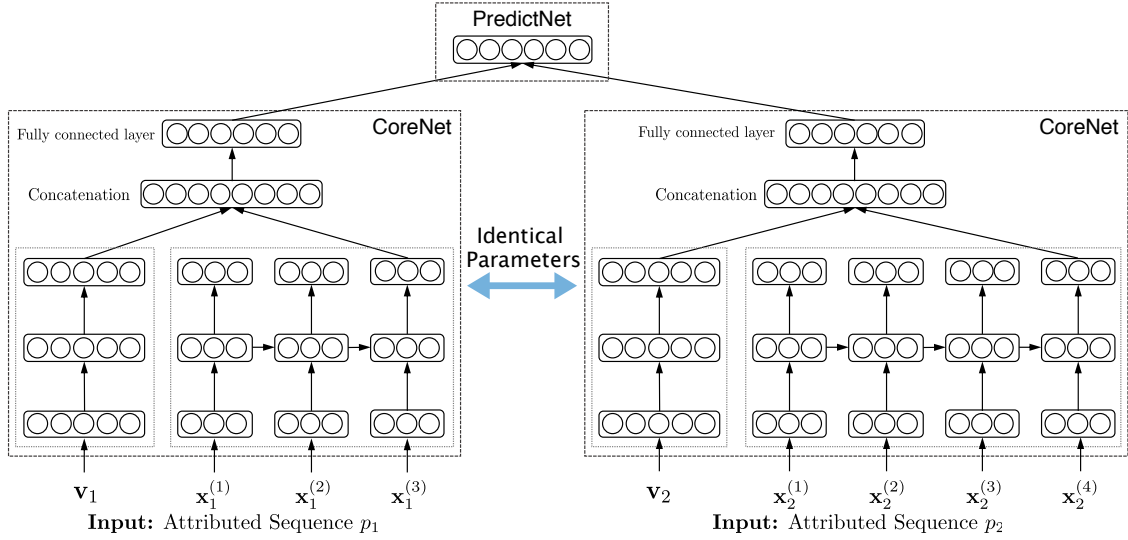 PredictNet
CoreNet
Fully connected layer
Concatenation
CoreNet
Fully connected layer
Concatenation
Identical
Parameters
v₁ x₁⁽¹⁾ x₁⁽²⁾ x₁⁽³⁾
Input: Attributed Sequence p₁
v₂ x₂⁽¹⁾ x₂⁽²⁾ x₂⁽³⁾ x₂⁽⁴⁾
Input: Attributed Sequence p₂